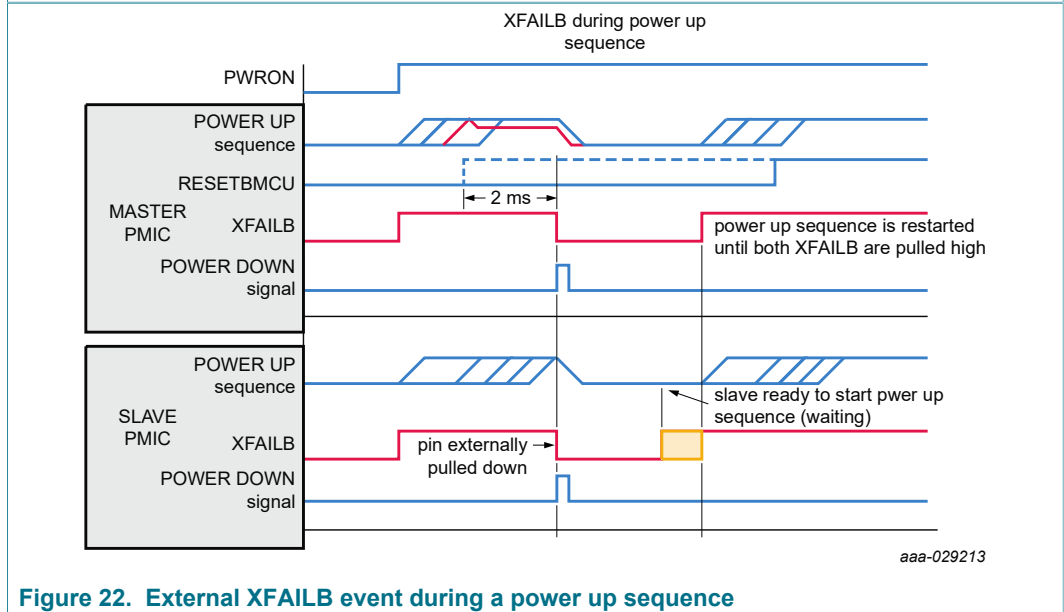 XFAILB during power up
sequence
PWRON
POWER UP
sequence
RESETBMCU
2 ms
MASTER
PMIC
XFAILB
power up sequence is restarted
until both XFAILB are pulled high
POWER DOWN
signal
POWER UP
sequence
slave ready to start pwer up
sequence (waiting)
SLAVE
PMIC
XFAILB
pin externally
pulled down
POWER DOWN
signal
aaa-029213
Figure 22. External XFAILB event during a power up sequence